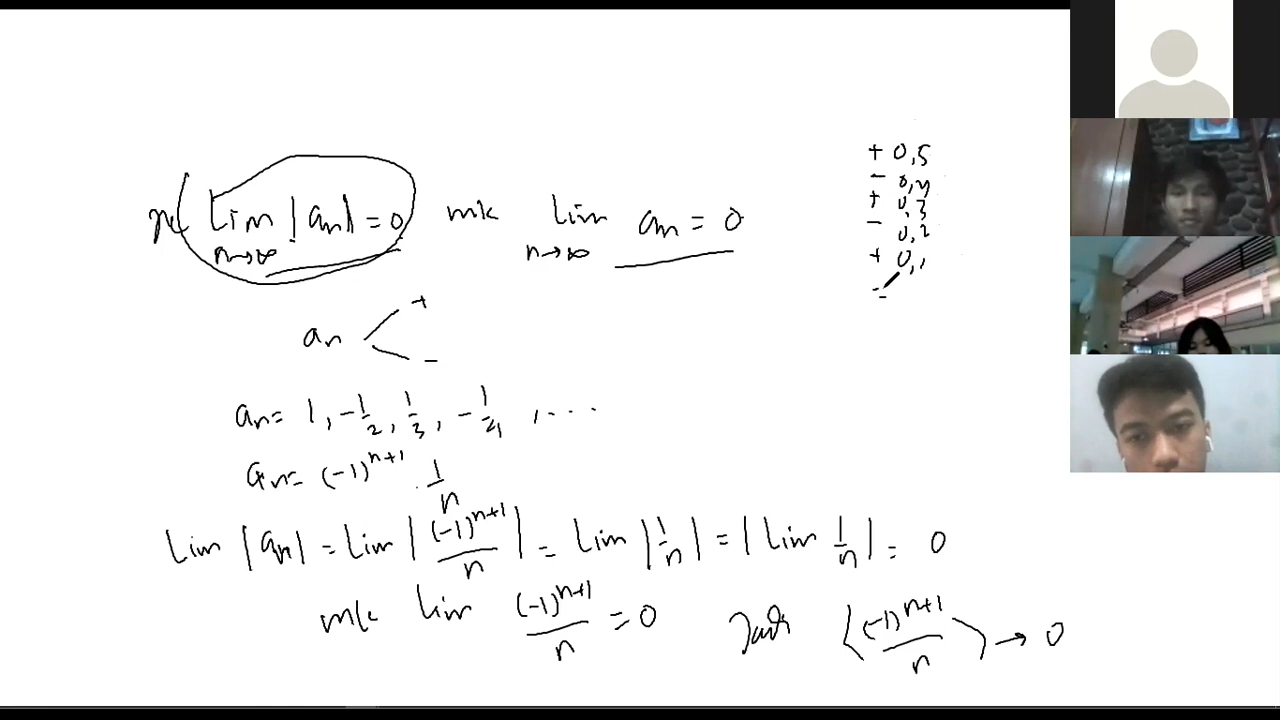 lim |an| = 0 mk lim an = 0
n→∞ n→∞
+ 0,5
- 0,4
+ 0,3
- 0,2
+ 0,1
-
an < + -
an = 1, -1/2, 1/3, -1/4, ...
an = (-1)^n+1 . 1/n
Lim |an| = Lim |(-1)^n+1/n| = Lim |1/n| = |Lim 1/n| = 0
mk lim (-1)^n+1/n = 0 Jadi ⟨(-1)^n+1/n⟩ → 0